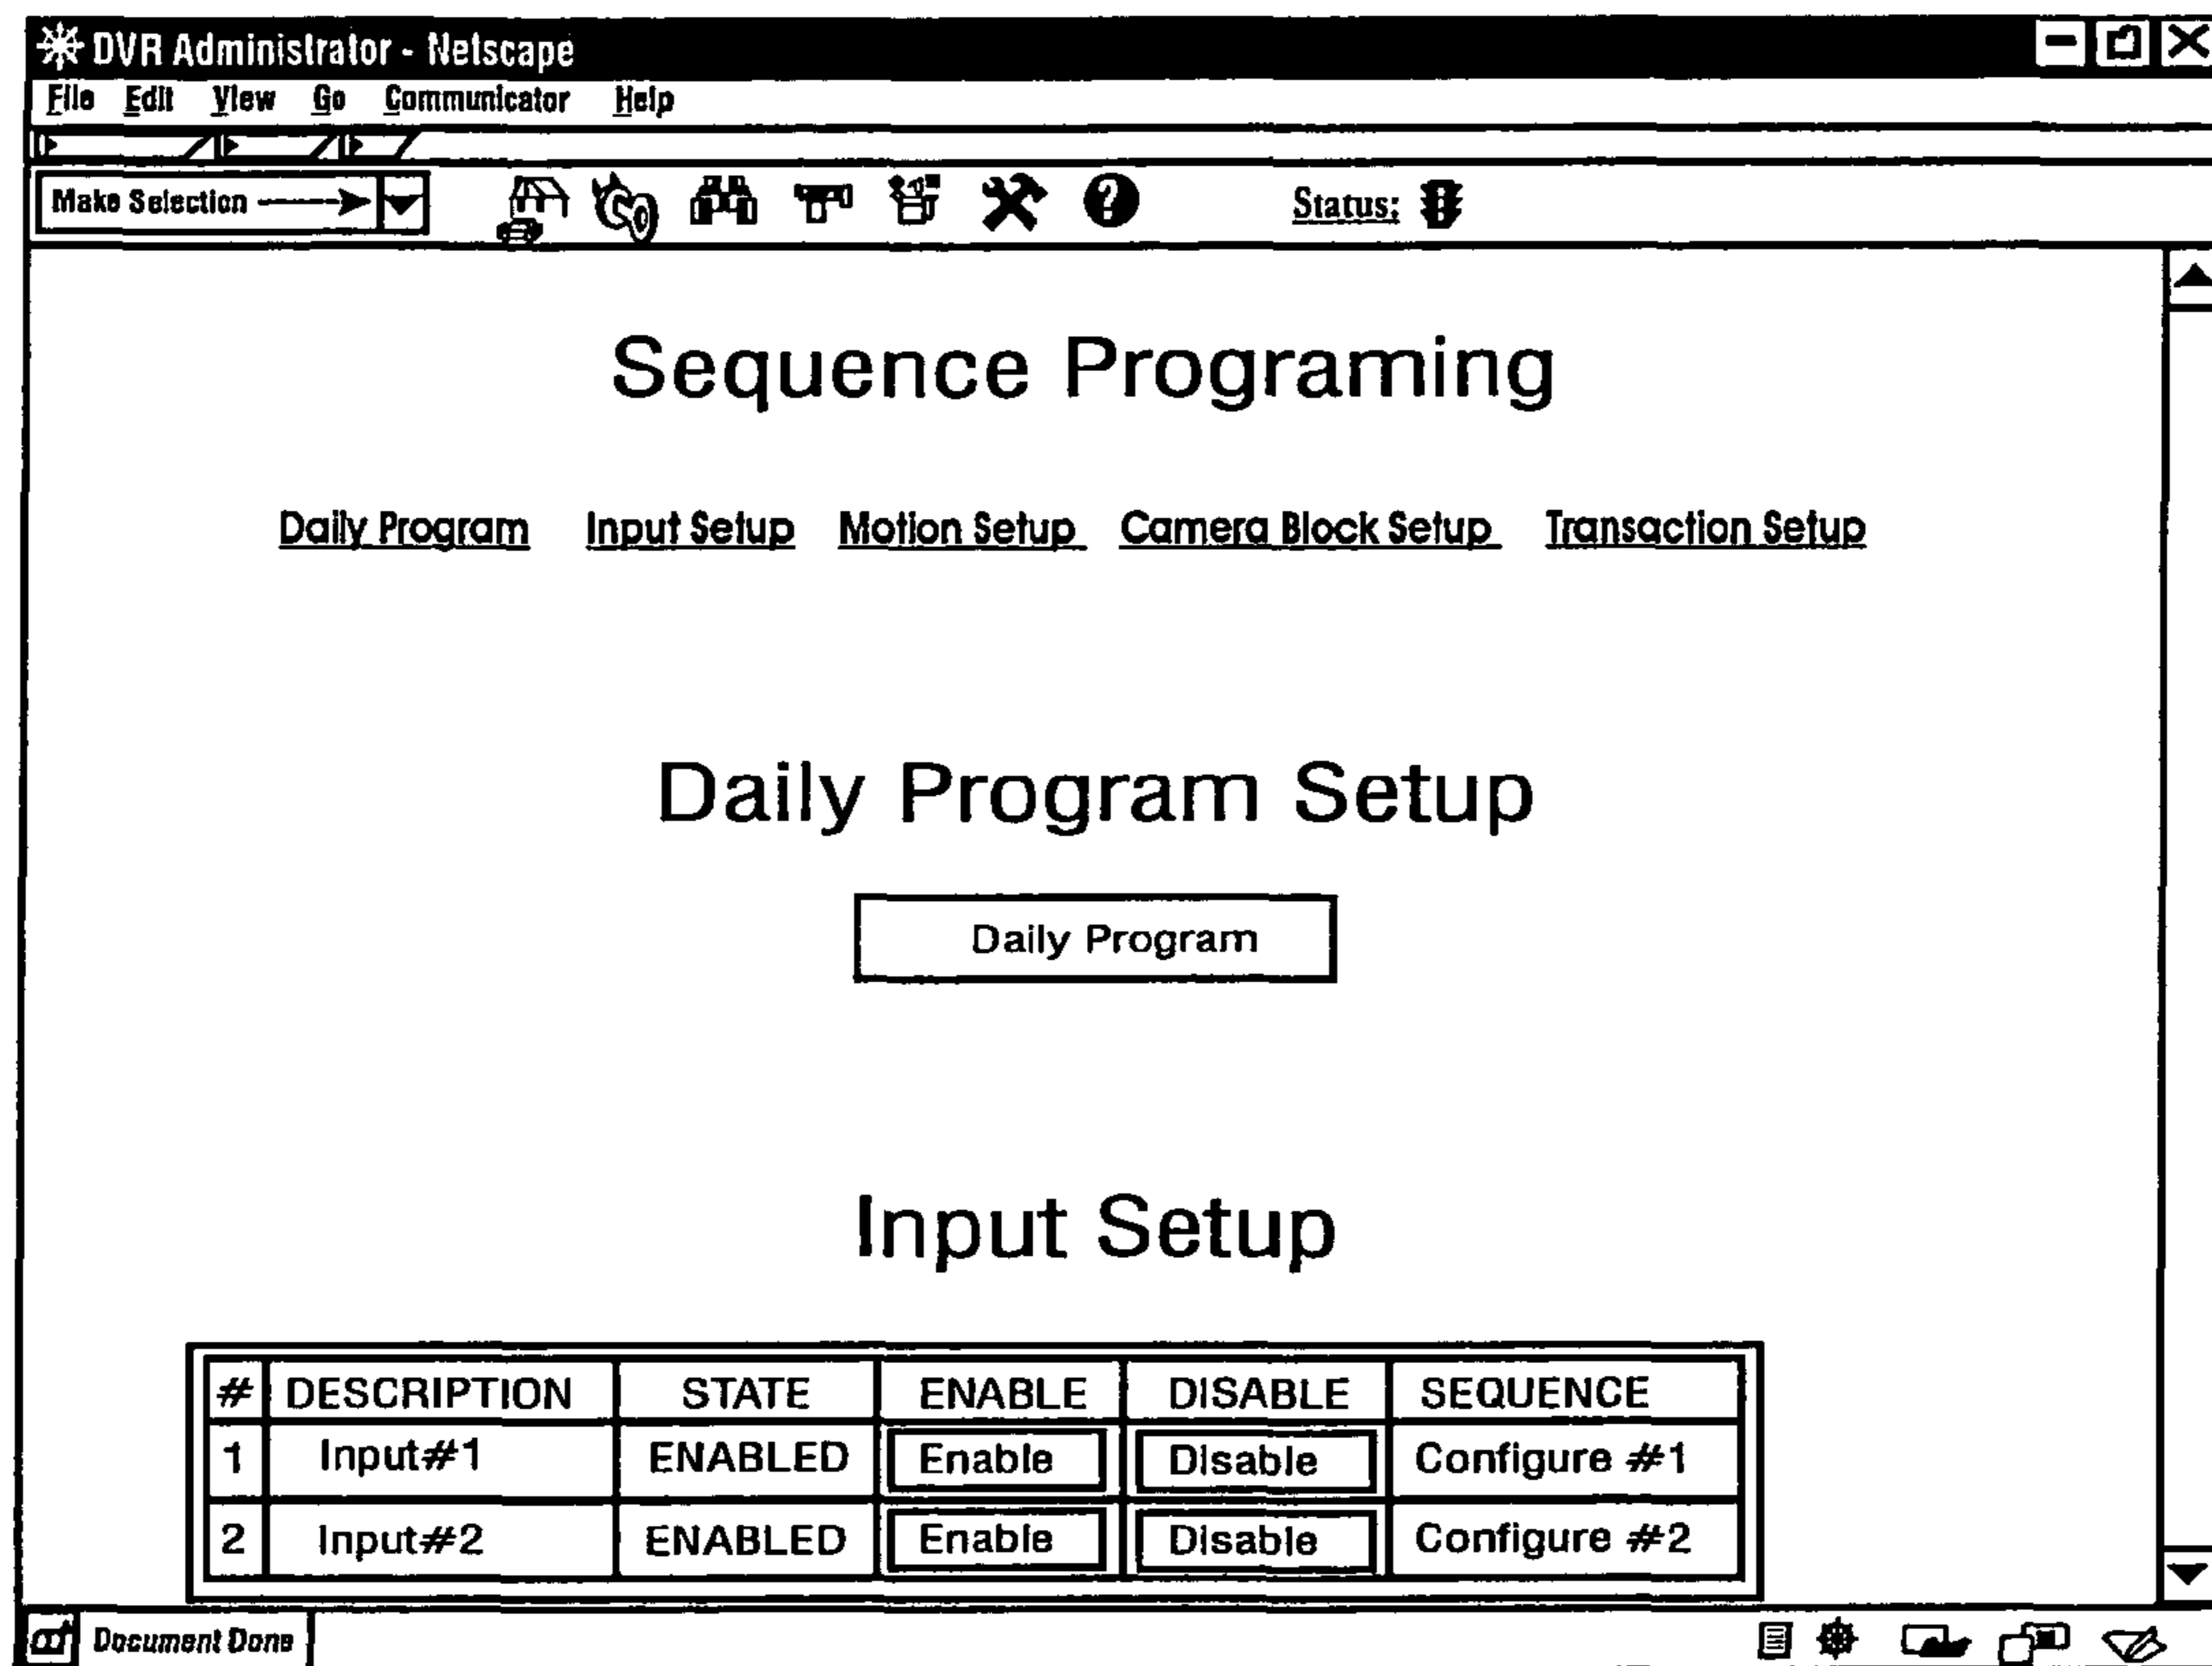 DVR Administrator - Netscape
File Edit View Go Communicator Help
Make Selection Status:
Sequence Programing
Daily Program Input Setup Motion Setup Camera Block Setup Transaction Setup
Daily Program Setup
Daily Program
Input Setup
# DESCRIPTION STATE ENABLE DISABLE SEQUENCE
1 Input#1 ENABLED Enable Disable Configure #1
2 Input#2 ENABLED Enable Disable Configure #2
Document Done